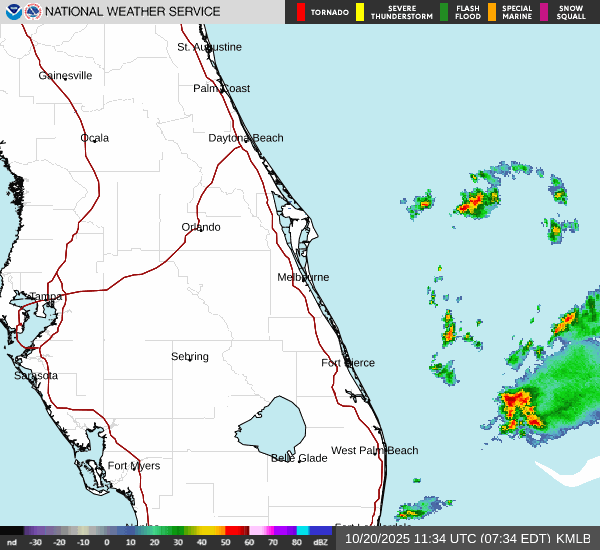 NATIONAL WEATHER SERVICE
TORNADO
SEVERE THUNDERSTORM
FLASH FLOOD
SPECIAL MARINE
SNOW SQUALL
St. Augustine
Gainesville
Palm Coast
Ocala
Daytona Beach
Orlando
Melbourne
Tampa
Sebring
Fort Pierce
Sarasota
West Palm Beach
Belle Glade
Fort Myers
nd -30 -20 -10 0 10 20 30 40 50 60 70 80 dBZ
10/20/2025 11:34 UTC (07:34 EDT) KMLB